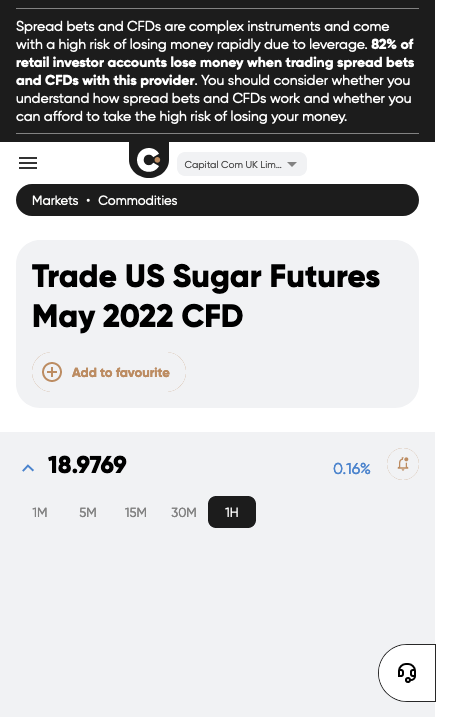 Spread bets and CFDs are complex instruments and come
with a high risk of losing money rapidly due to leverage. 82% of
retail investor accounts lose money when trading spread bets
and CFDs with this provider. You should consider whether you
understand how spread bets and CFDs work and whether you
can afford to take the high risk of losing your money.
Capital Com UK Lim...
Markets • Commodities
Trade US Sugar Futures
May 2022 CFD
Add to favourite
18.9769
0.16%
1M 5M 15M 30M 1H